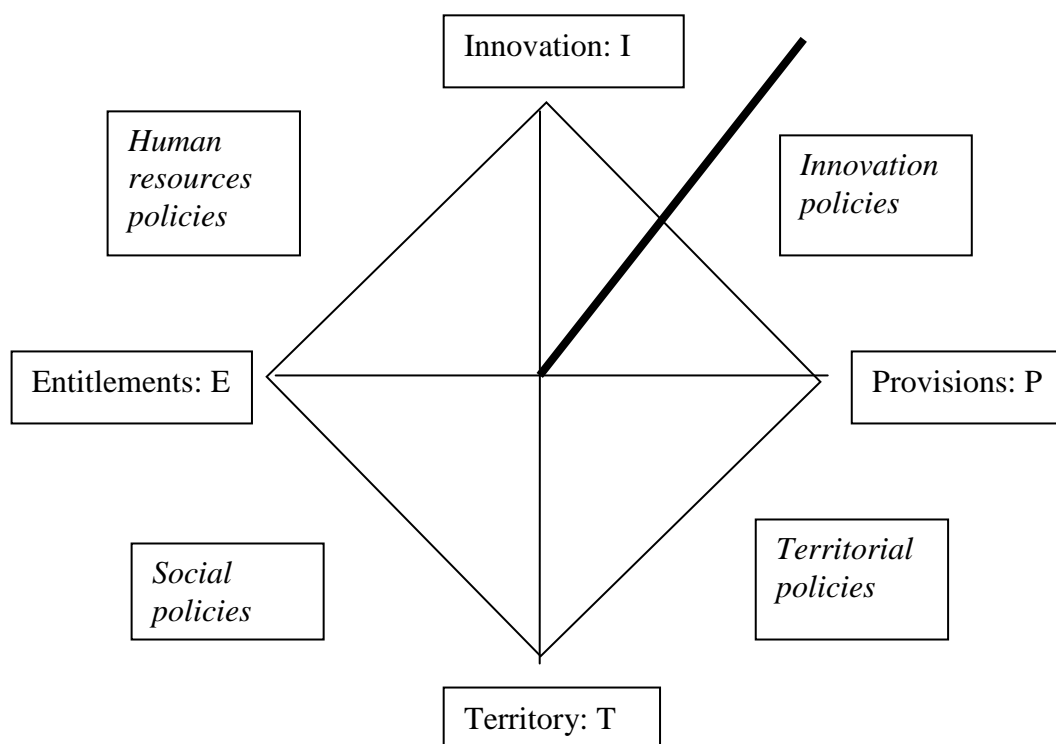 Innovation: I
Human
resources
policies
Innovation
policies
Entitlements: E
Provisions: P
Social
policies
Territorial
policies
Territory: T